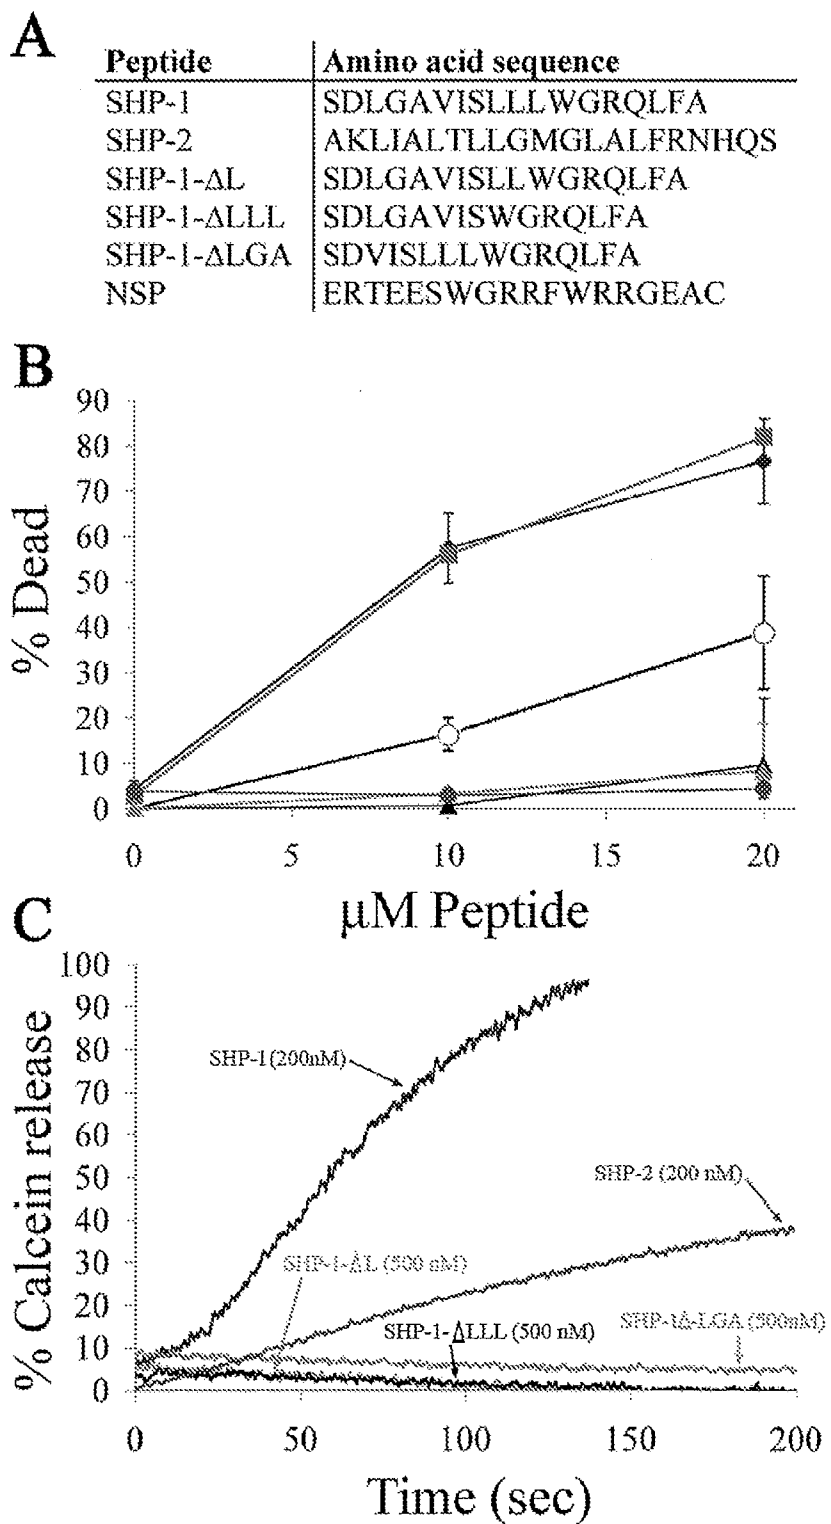 A
Peptide Amino acid sequence
SHP-1 SDLGAVISLLLWGRQLFA
SHP-2 AKLIALTLLGMGLALFRNHQS
SHP-1-ΔL SDLGAVISLLWGRQLFA
SHP-1-ΔLLL SDLGAVISWGRQLFA
SHP-1-ΔLGA SDVISLLLWGRQLFA
NSP ERTEESWGRRFWRRGEAC
B
% Dead
90
80
70
60
50
40
30
20
10
0
0 5 10 15 20
μM Peptide
C
% Calcein release
100
90
80
70
60
50
40
30
20
10
0
SHP-1 (200nM)
SHP-2 (200 nM)
SHP-1-ΔL (500 nM)
SHP-1-ΔLLL (500 nM)
SHP-1Δ-LGA (500nM)
0 50 100 150 200
Time (sec)